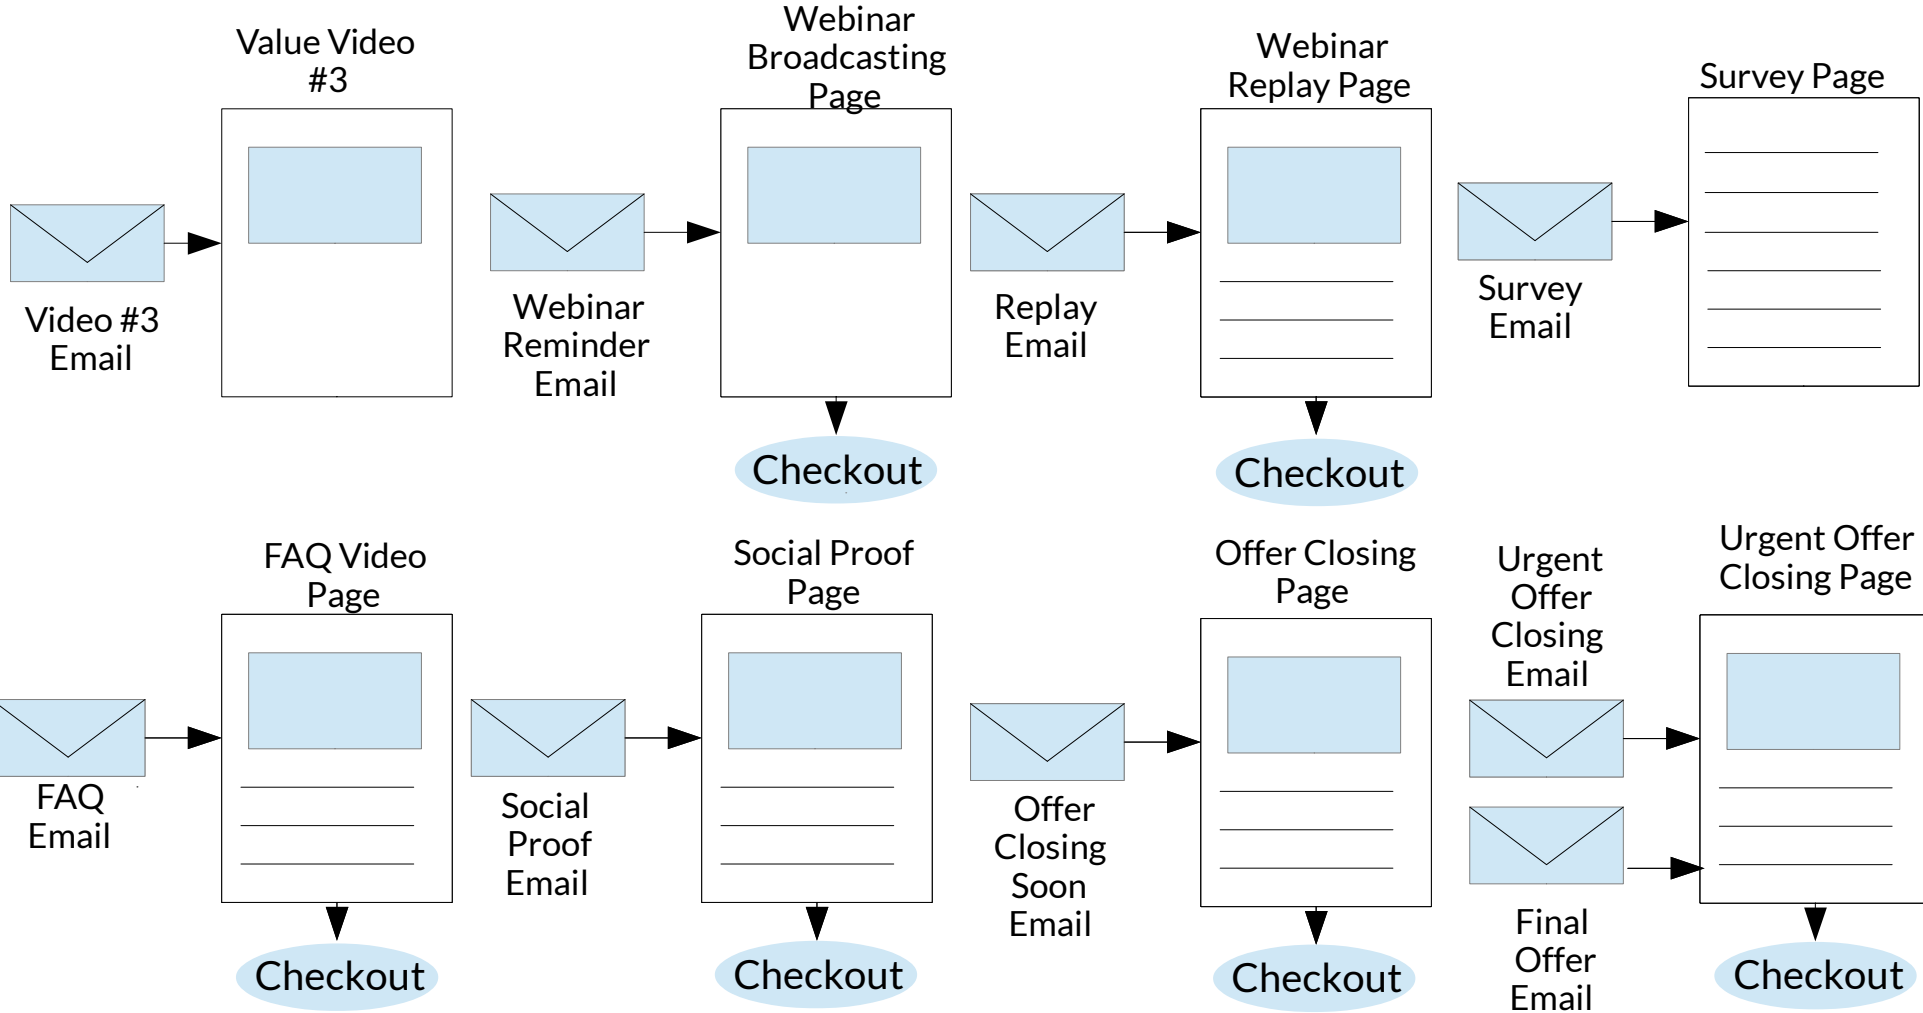 Value Video
#3
Webinar
Broadcasting
Page
Webinar
Replay Page
Survey Page
Video #3
Email
Webinar
Reminder
Email
Replay
Email
Survey
Email
Checkout
Checkout
FAQ Video
Page
Social Proof
Page
Offer Closing
Page
Urgent
Offer
Closing
Email
Urgent Offer
Closing Page
FAQ
Email
Social
Proof
Email
Offer
Closing
Soon
Email
Final
Offer
Email
Checkout
Checkout
Checkout
Checkout